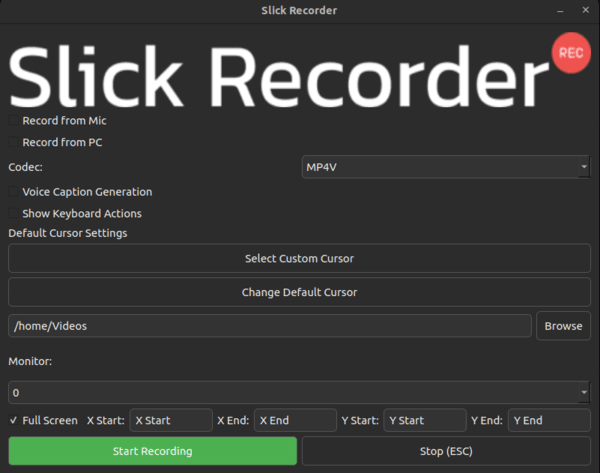 Slick Recorder
Slick Recorder REC
Record from Mic
Record from PC
Codec: MP4V
Voice Caption Generation
Show Keyboard Actions
Default Cursor Settings
Select Custom Cursor
Change Default Cursor
/home/Videos Browse
Monitor:
0
Full Screen X Start: X Start X End: X End Y Start: Y Start Y End: Y End
Start Recording Stop (ESC)